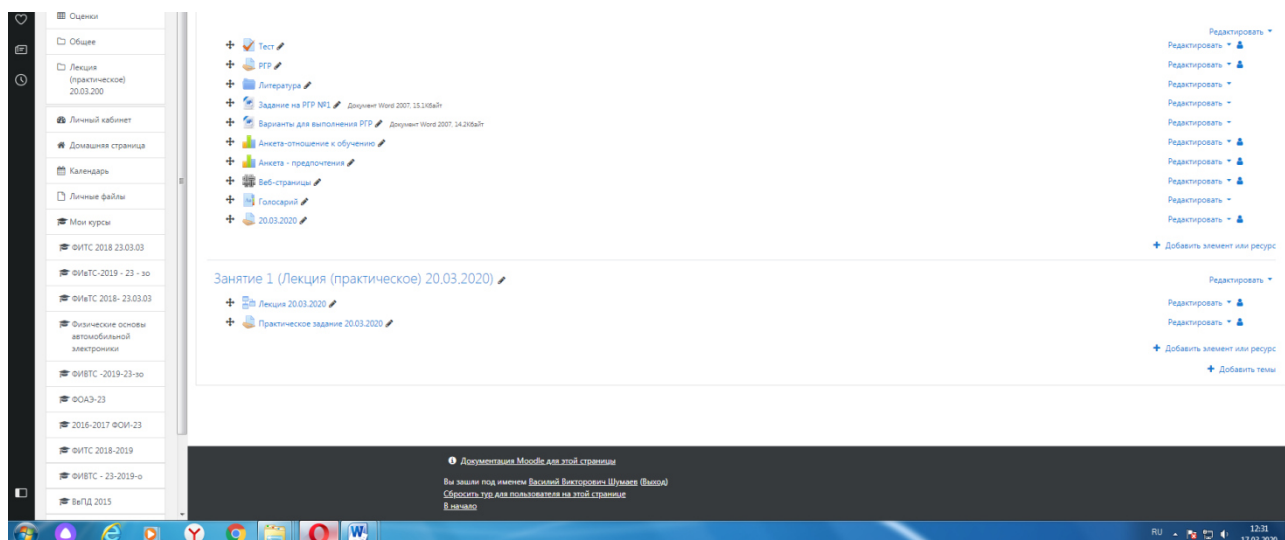 Оценки
Общее
Лекция
(практическое)
20.03.200
Личный кабинет
Домашняя страница
Календарь
Личные файлы
Мои курсы
ФИТС 2018 23.03.03
ФИвТС-2019 - 23 - зо
ФИвТС 2018- 23.03.03
Физические основы
автомобильной
электроники
ФИВТС -2019-23-зо
ФОАЭ-23
2016-2017 ФОИ-23
ФИТС 2018-2019
ФИВТС - 23-2019-о
ВвПД 2015
Редактировать
Тест Редактировать
РГР Редактировать
Литература Редактировать
Задание на РГР №1 Документ Word 2007, 15.1Кбайт Редактировать
Варианты для выполнения РГР Документ Word 2007, 14.2Кбайт Редактировать
Анкета-отношение к обучению Редактировать
Анкета - предпочтения Редактировать
Веб-страницы Редактировать
Голосарий Редактировать
20.03.2020 Редактировать
Добавить элемент или ресурс
Занятие 1 (Лекция (практическое) 20.03.2020) Редактировать
Лекция 20.03.2020 Редактировать
Практическое задание 20.03.2020 Редактировать
Добавить элемент или ресурс
Добавить темы
Документация Moodle для этой страницы
Вы зашли под именем Василий Викторович Шумаев (Выход)
Сбросить тур для пользователя на этой странице
В начало
RU 12:31
17.03.2020